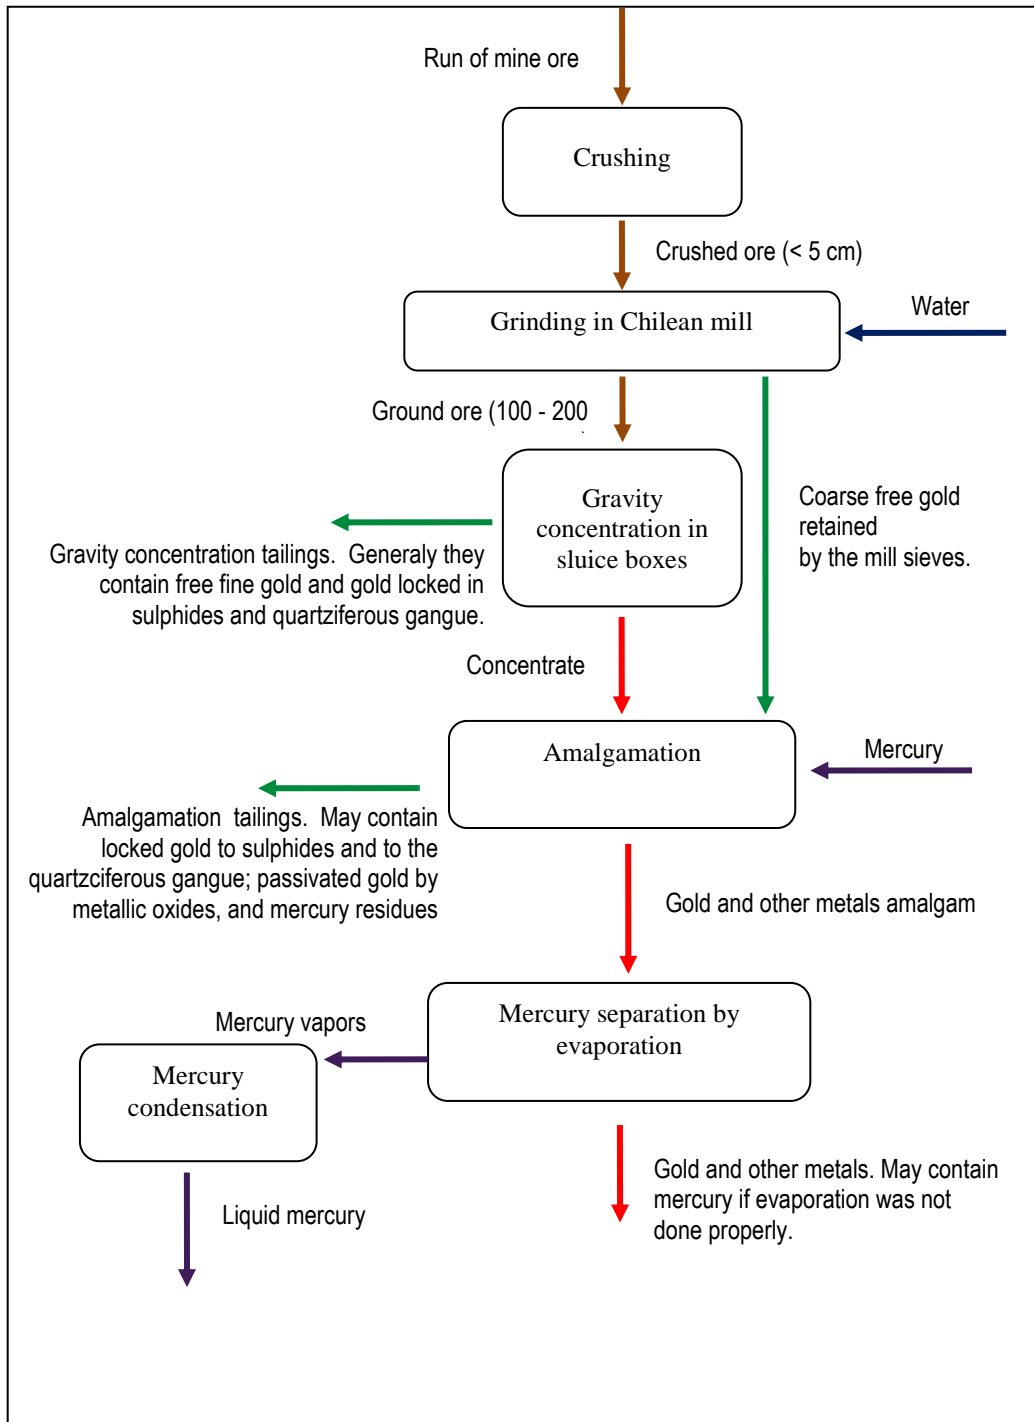 Run of mine ore
Crushing
Crushed ore (< 5 cm)
Grinding in Chilean mill
Water
Ground ore (100 - 200
Gravity
concentration in
sluice boxes
Coarse free gold
retained
by the mill sieves.
Gravity concentration tailings. Generaly they
contain free fine gold and gold locked in
sulphides and quartziferous gangue.
Concentrate
Amalgamation
Mercury
Amalgamation tailings. May contain
locked gold to sulphides and to the
quartzciferous gangue; passivated gold by
metallic oxides, and mercury residues
Gold and other metals amalgam
Mercury separation by
evaporation
Mercury vapors
Mercury
condensation
Gold and other metals. May contain
mercury if evaporation was not
done properly.
Liquid mercury